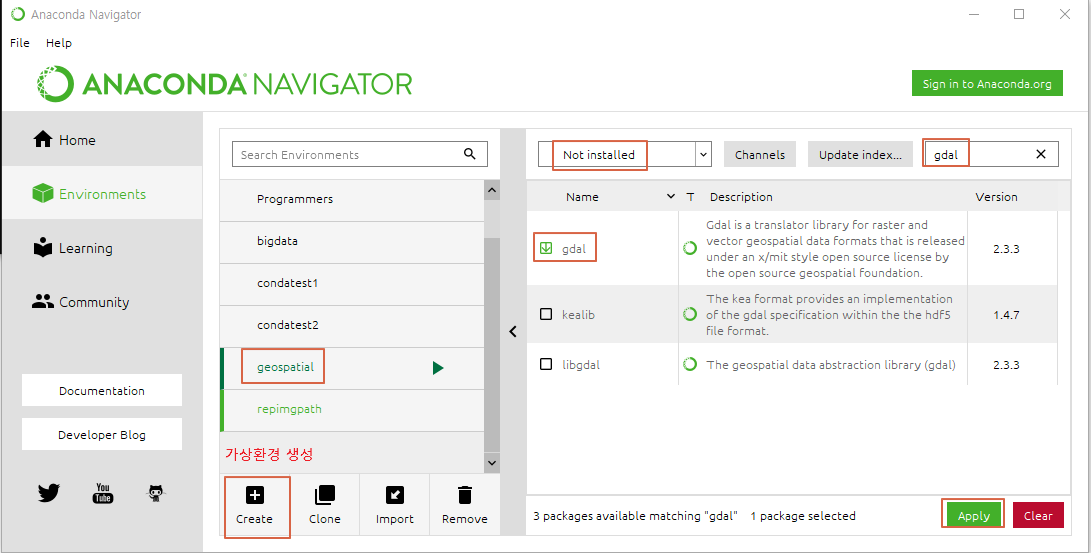 Anaconda Navigator
File Help
ANACONDA NAVIGATOR
Sign in to Anaconda.org
Home
Environments
Learning
Community
Documentation
Developer Blog
You
Tube
Search Environments
Programmers
bigdata
condatest1
condatest2
geospatial
repimgpath
가상환경 생성
Create Clone Import Remove
Not installed Channels Update index... gdal
Name T Description Version
Gdal is a translator library for raster and
vector geospatial data formats that is released
gdal 2.3.3
under an x/mit style open source license by
the open source geospatial foundation.
The kea format provides an implementation
kealib of the gdal specification within the the hdf5 1.4.7
file format.
libgdal The geospatial data abstraction library (gdal) 2.3.3
3 packages available matching "gdal" 1 package selected Apply Clear